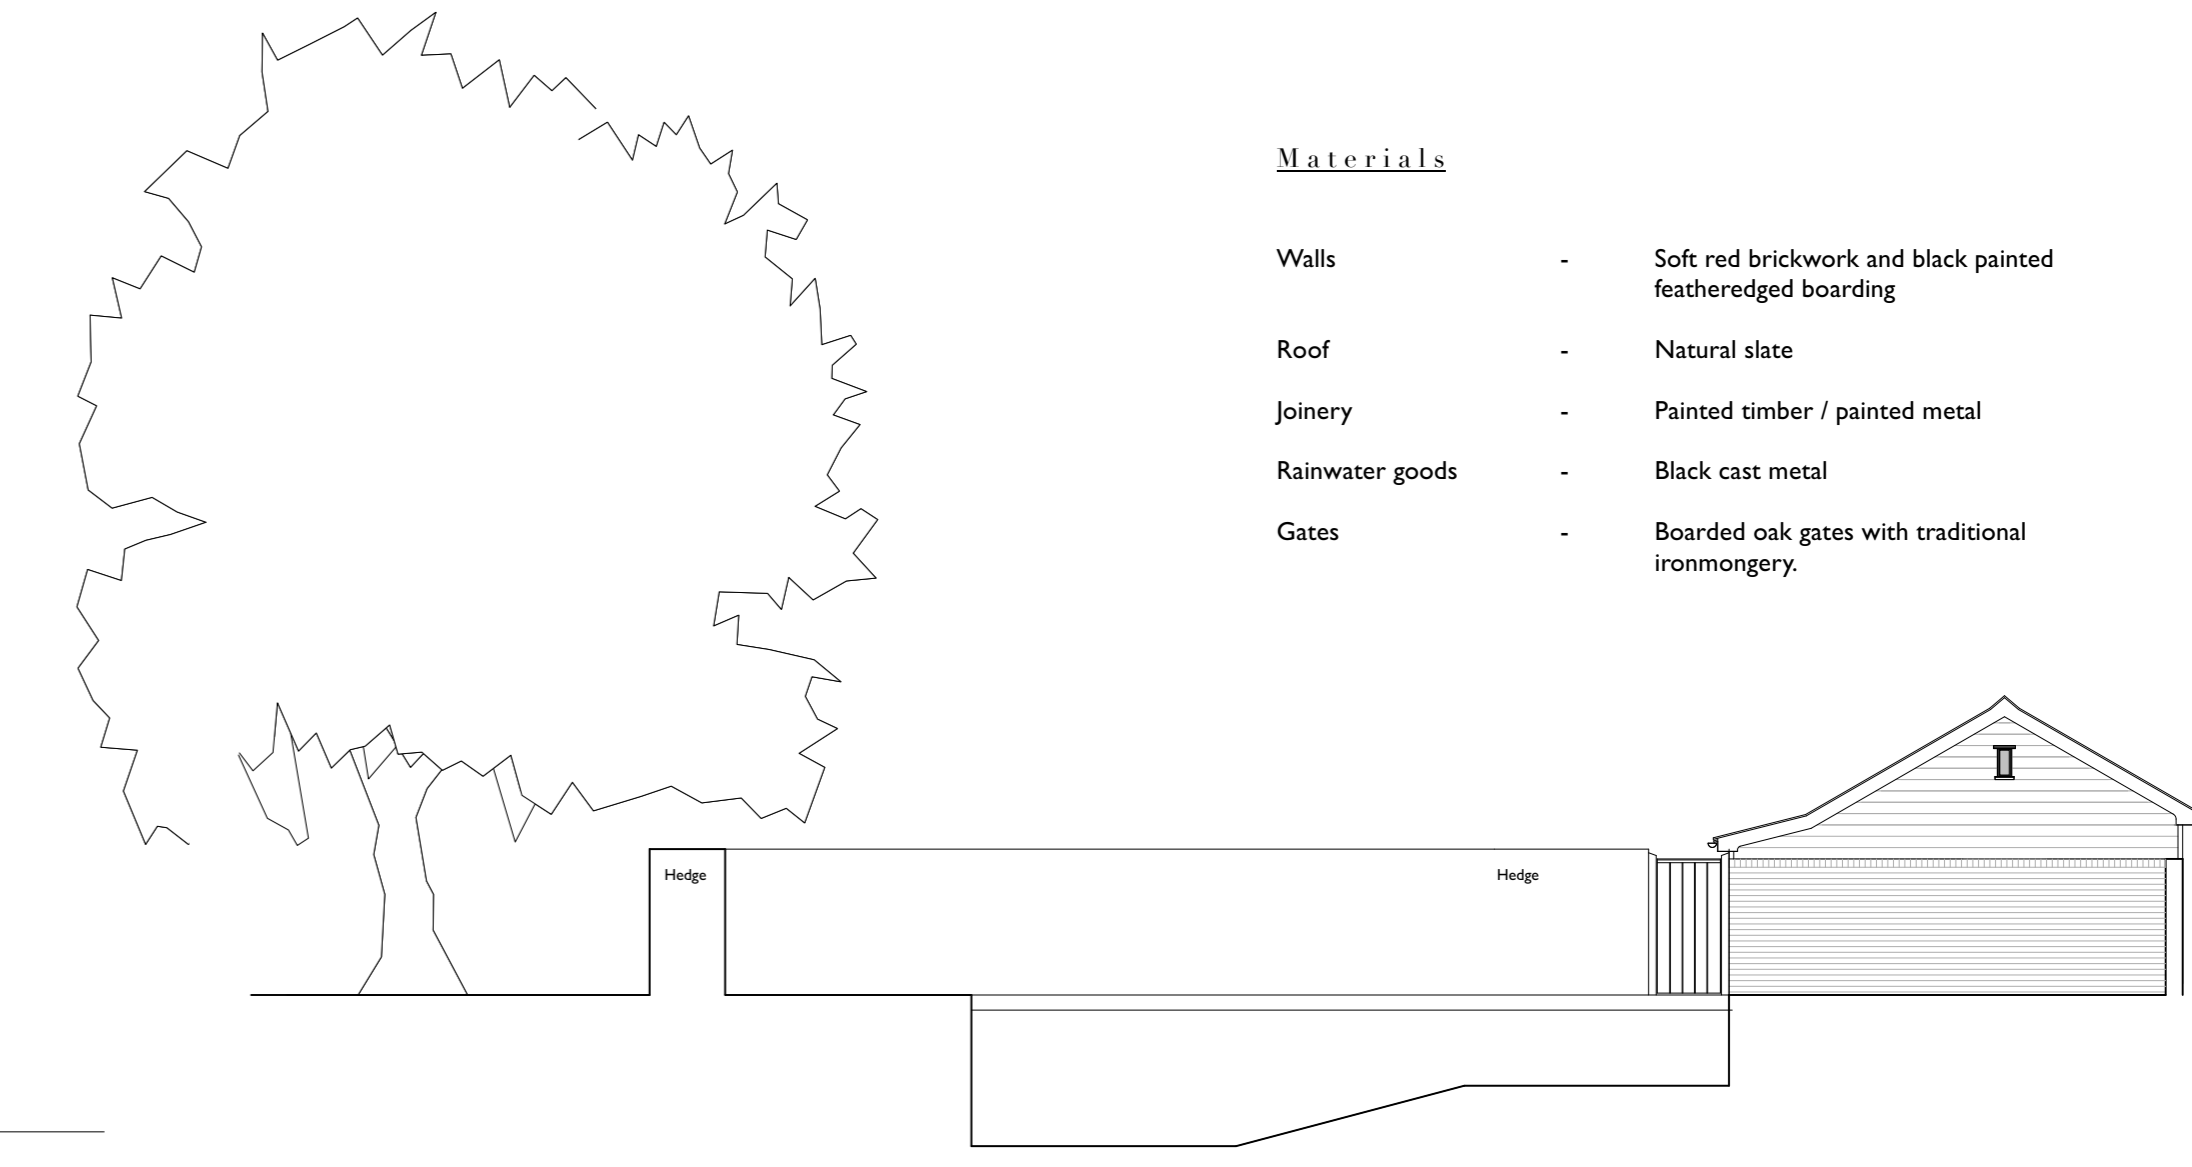 Materials
Walls - Soft red brickwork and black painted
featheredged boarding
Roof - Natural slate
Joinery - Painted timber / painted metal
Rainwater goods - Black cast metal
Gates - Boarded oak gates with traditional
ironmongery.
Hedge Hedge